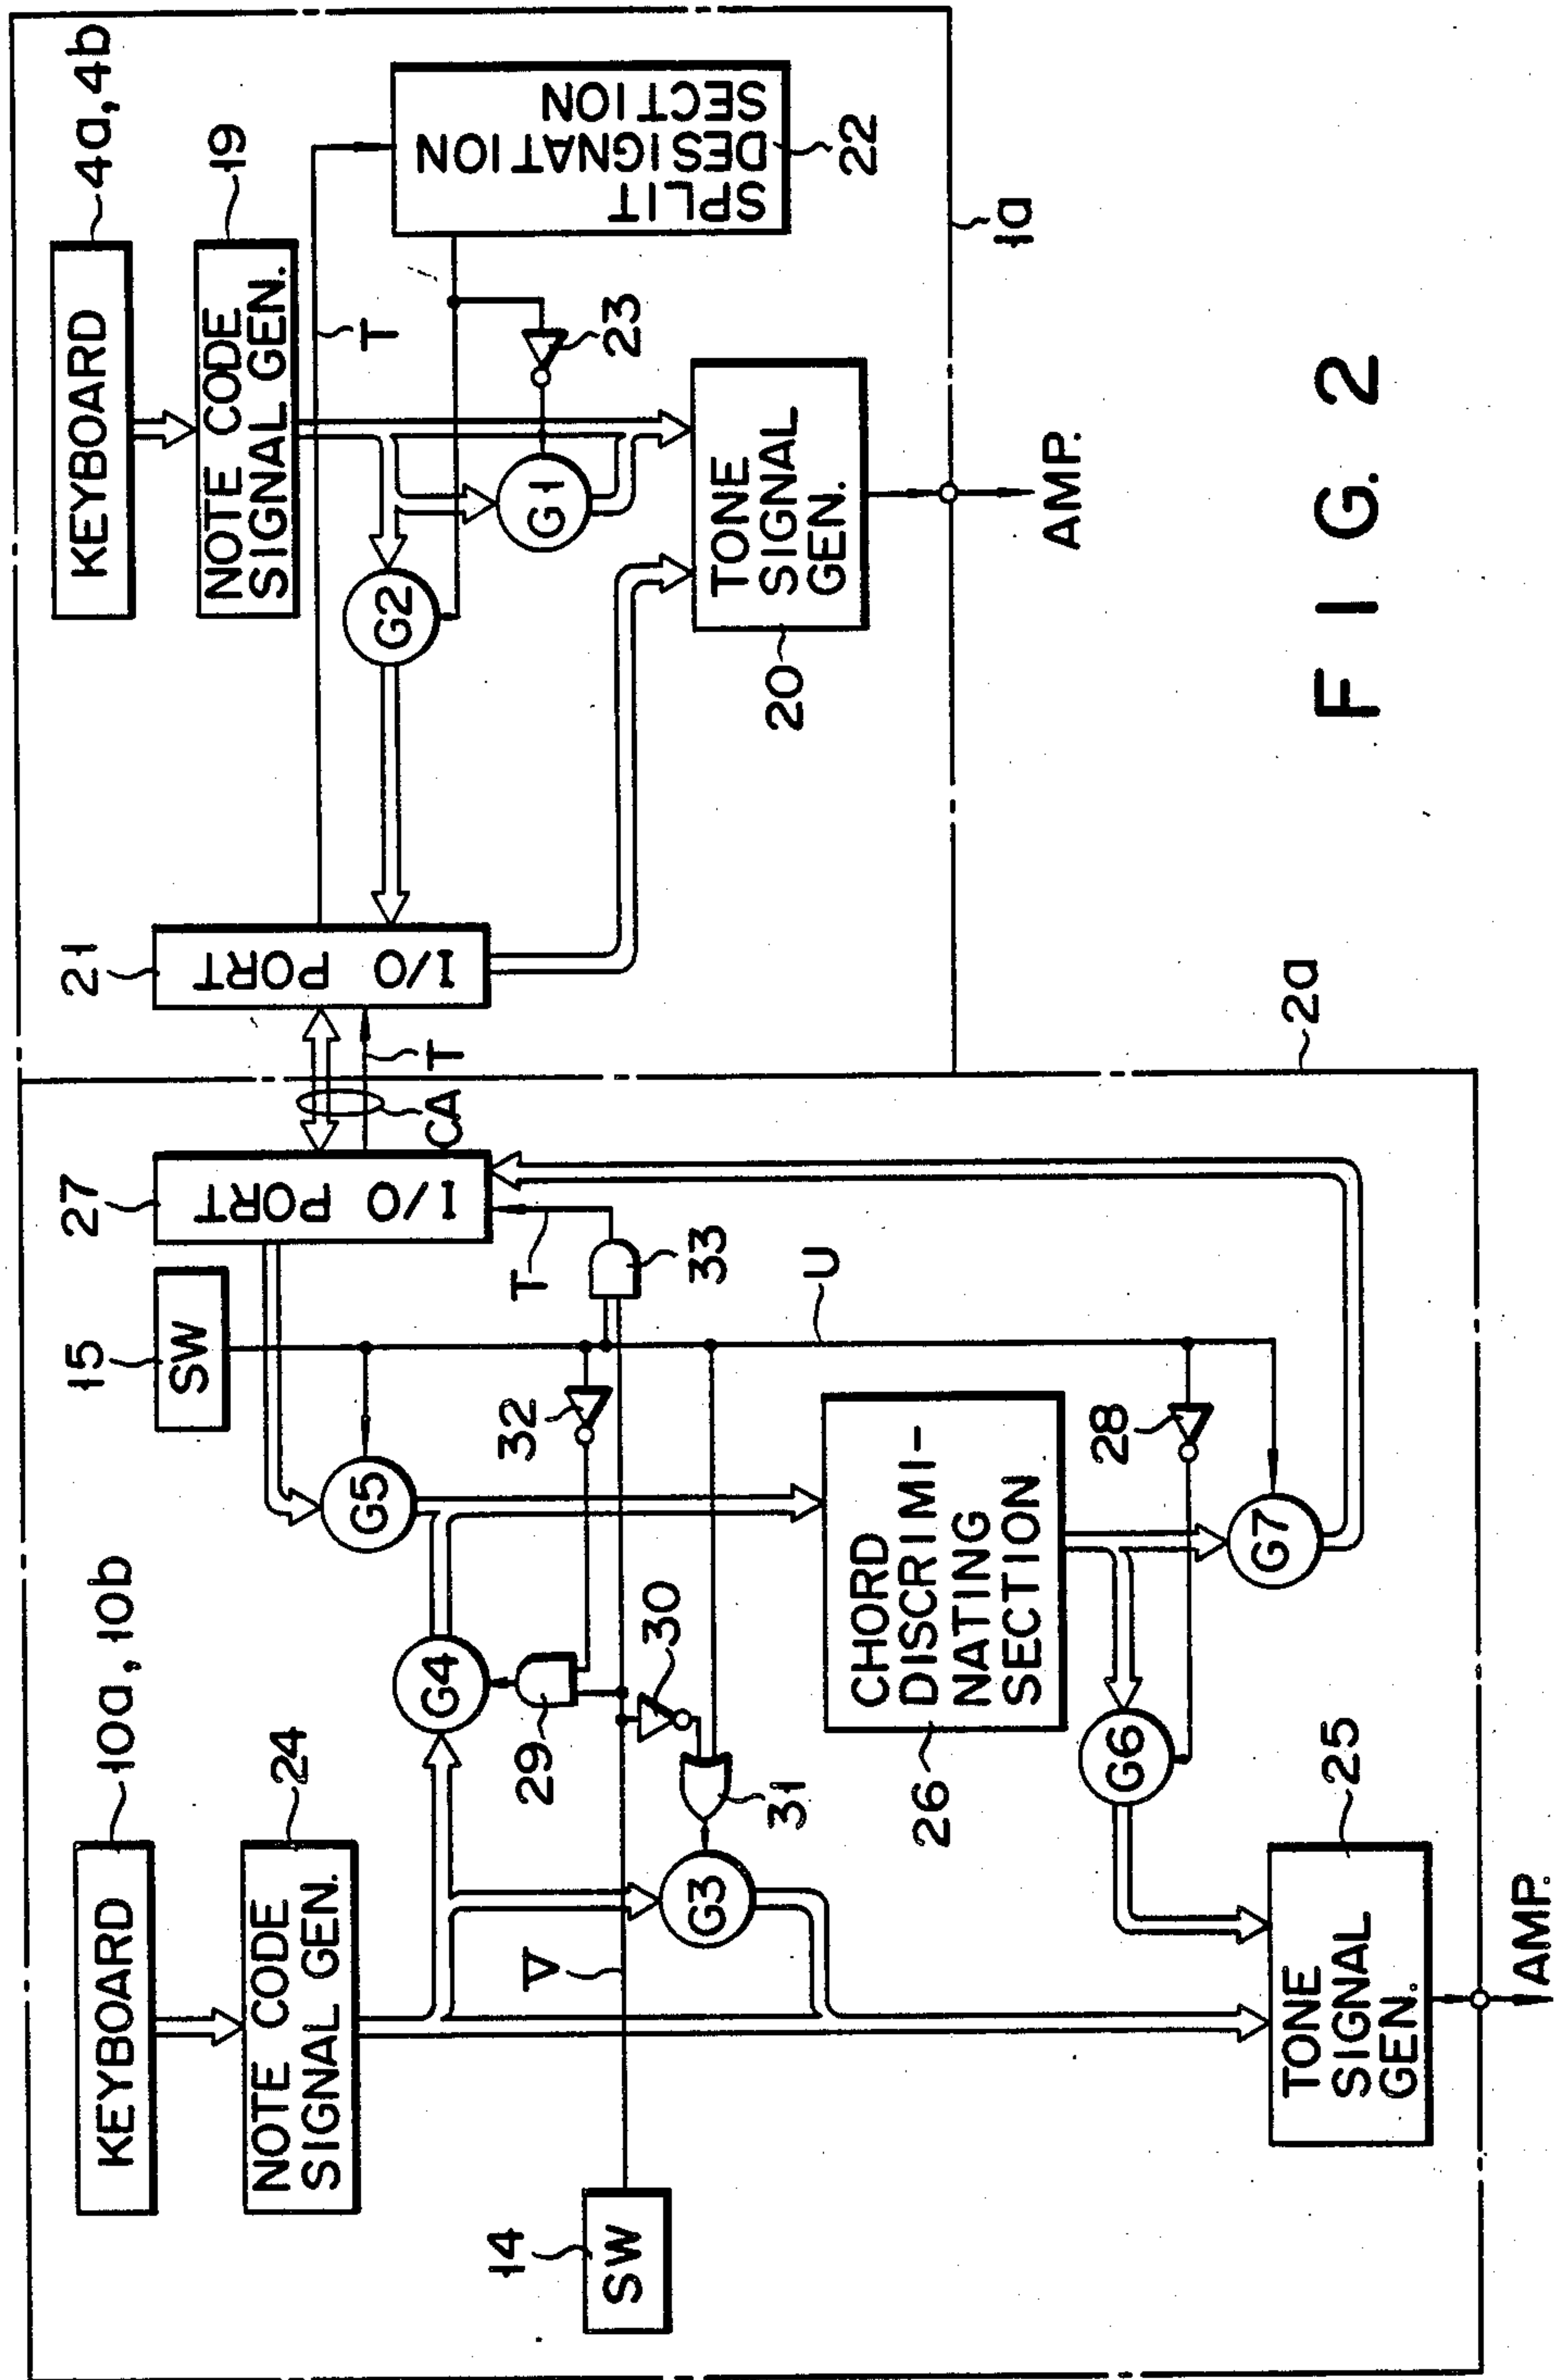 KEYBOARD
4a, 4b
NOTE CODE
SIGNAL GEN.
19
T
SPLIT
DESIGNATION
SECTION
22
23
G1
G2
TONE
SIGNAL
GEN.
20
AMP.
1a
21
I/O PORT
T
CA
2a
27
I/O PORT
15
SW
T
33
U
32
G5
KEYBOARD
10a, 10b
NOTE CODE
SIGNAL GEN.
24
G4
29
30
31
G3
V
14
SW
CHORD
DISCRIMI-
NATING
SECTION
26
28
G7
G6
25
TONE
SIGNAL
GEN.
AMP.
FIG. 2